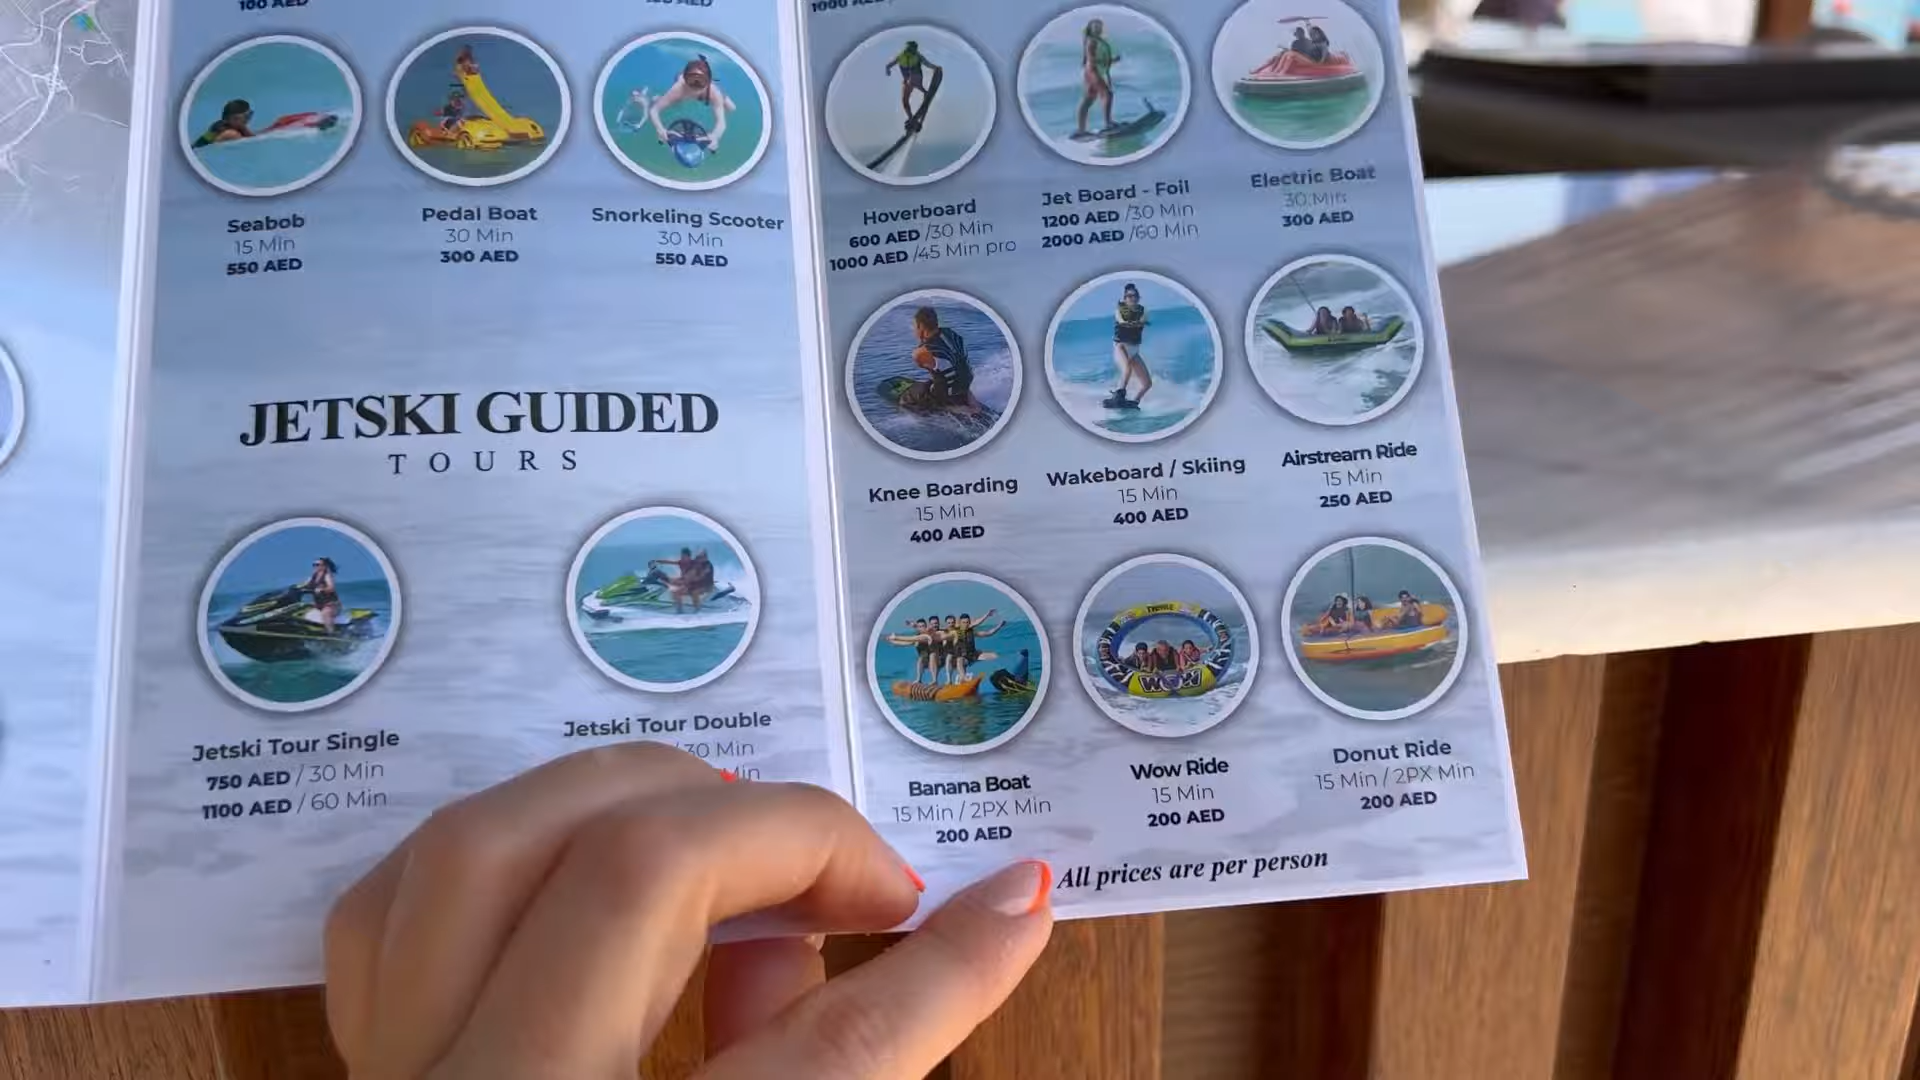 100 AED
Seabob
15 Min
550 AED
Pedal Boat
30 Min
300 AED
Snorkeling Scooter
30 Min
550 AED
JETSKI GUIDED
TOURS
Jetski Tour Single
750 AED / 30 Min
1100 AED / 60 Min
Jetski Tour Double
/ 30 Min
Min
1000 AED
Hoverboard
600 AED /30 Min
1000 AED /45 Min pro
Jet Board - Foil
1200 AED /30 Min
2000 AED /60 Min
Electric Boat
30 Min
300 AED
Knee Boarding
15 Min
400 AED
Wakeboard / Skiing
15 Min
400 AED
Airstream Ride
15 Min
250 AED
Banana Boat
15 Min / 2PX Min
200 AED
WOW
Wow Ride
15 Min
200 AED
Donut Ride
15 Min / 2PX Min
200 AED
All prices are per person